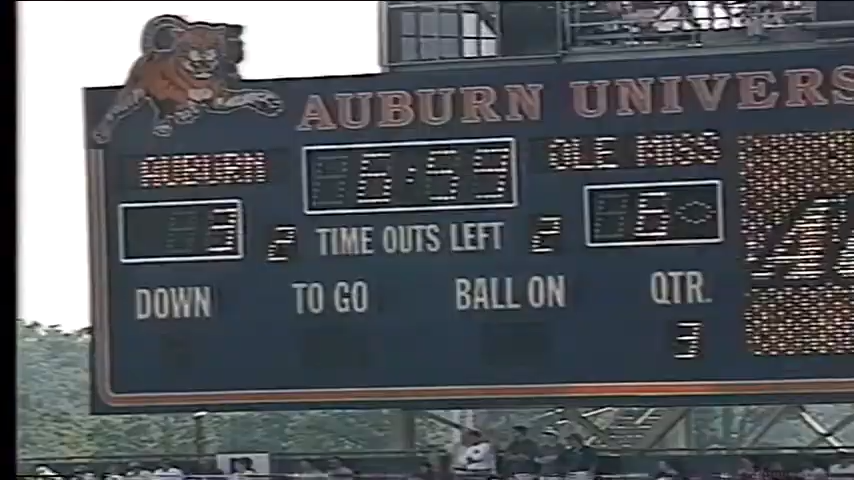 AUBURN UNIVERS
AUBURN 6:59 OLE MISS
3 2 TIME OUTS LEFT 2 6
DOWN TO GO BALL ON QTR.
3